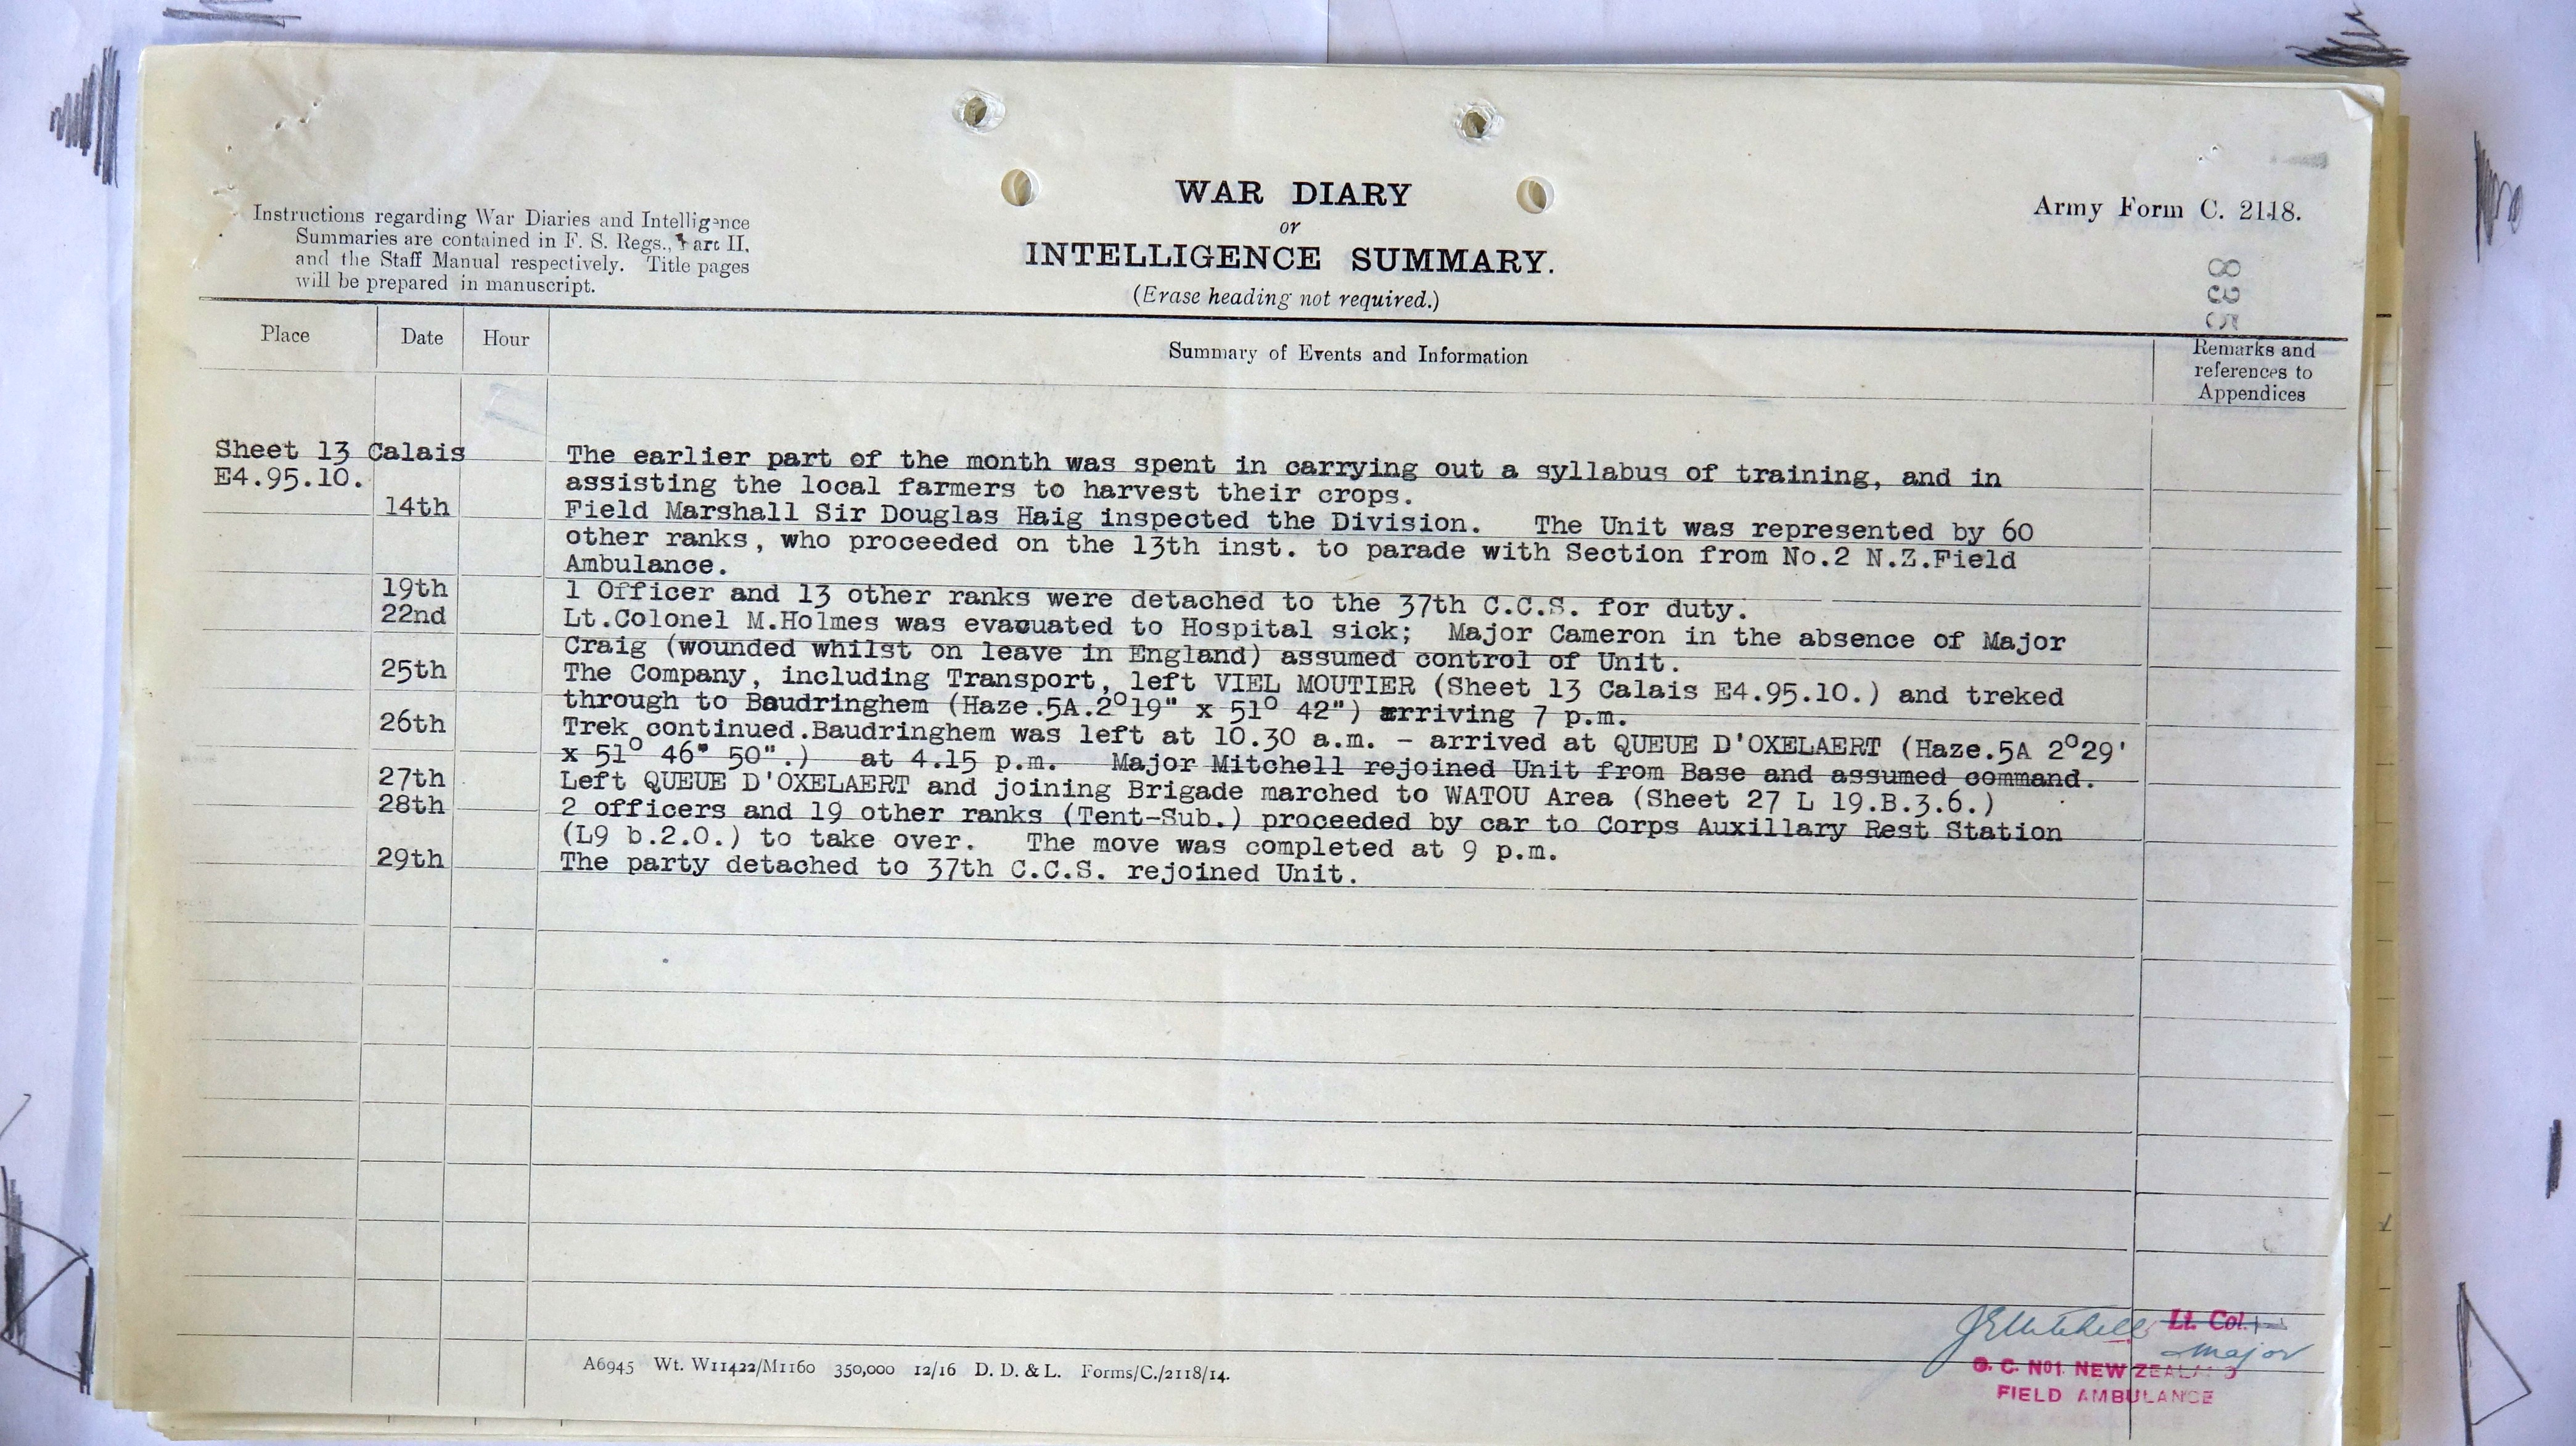 WAR DIARY
or
INTELLIGENCE SUMMARY.
(Erase heading not required.)
Instructions regarding War Diaries and Intelligence
Summaries are contained in F. S. Regs., Part II.
and the Staff Manual respectively. Title pages
will be prepared in manuscript.
Army Form C. 2118.
835
Place
Date
Hour
Summary of Events and Information
Remarks and
references to
Appendices
Sheet 13 Calais
E4.95.10.
The earlier part of the month was spent in carrying out a syllabus of training, and in
assisting the local farmers to harvest their crops.
14th Field Marshall Sir Douglas Haig inspected the Division. The Unit was represented by 60
other ranks, who proceeded on the 13th inst. to parade with Section from No.2 N.Z.Field
Ambulance.
19th 1 Officer and 13 other ranks were detached to the 37th C.C.S. for duty.
22nd Lt.Colonel M.Holmes was evacuated to Hospital sick; Major Cameron in the absence of Major
Craig (wounded whilst on leave in England) assumed control of Unit.
25th The Company, including Transport, left VIEL MOUTIER (Sheet 13 Calais E4.95.10.) and treked
through to Baudringhem (Haze.5A.2°19" x 51° 42") arriving 7 p.m.
26th Trek continued.Baudringhem was left at 10.30 a.m. - arrived at QUEUE D'OXELAERT (Haze.5A 2°29'
x 51° 46" 50".) at 4.15 p.m. Major Mitchell rejoined Unit from Base and assumed command.
27th Left QUEUE D'OXELAERT and joining Brigade marched to WATOU Area (Sheet 27 L 19.B.3.6.)
28th 2 officers and 19 other ranks (Tent-Sub.) proceeded by car to Corps Auxillary Rest Station
(L9 b.2.0.) to take over. The move was completed at 9 p.m.
29th The party detached to 37th C.C.S. rejoined Unit.
JEMitchell Lt. Col.
Major
O. C. No1 NEW ZEALAND
FIELD AMBULANCE
A6945 Wt. W11422/M1160 350,000 12/16 D. D. & L. Forms/C./2118/14.